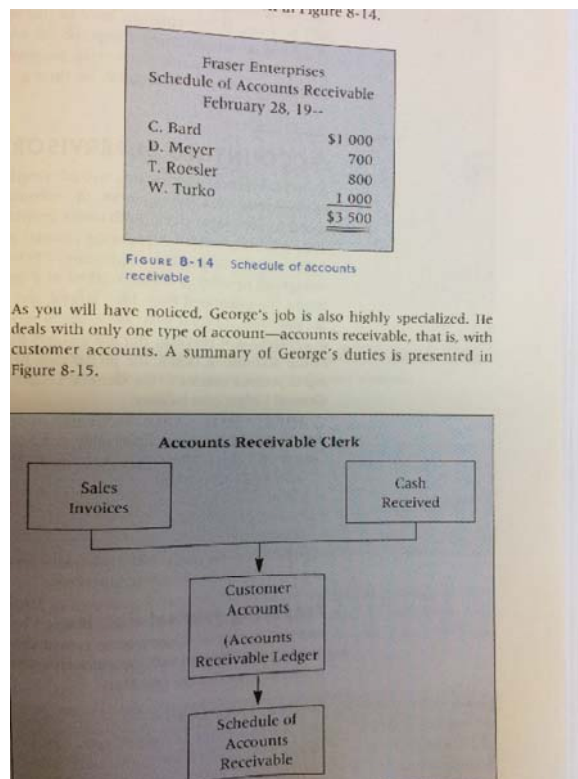 Figure 8-14.
Fraser Enterprises
Schedule of Accounts Receivable
February 28, 19--
C. Bard $1 000
D. Meyer 700
T. Roesler 800
W. Turko 1 000
$3 500
FIGURE 8-14 Schedule of accounts
receivable
As you will have noticed, George's job is also highly specialized. He
deals with only one type of account—accounts receivable, that is, with
customer accounts. A summary of George's duties is presented in
Figure 8-15.
Accounts Receivable Clerk
Sales
Invoices
Cash
Received
Customer
Accounts
(Accounts
Receivable Ledger
Schedule of
Accounts
Receivable